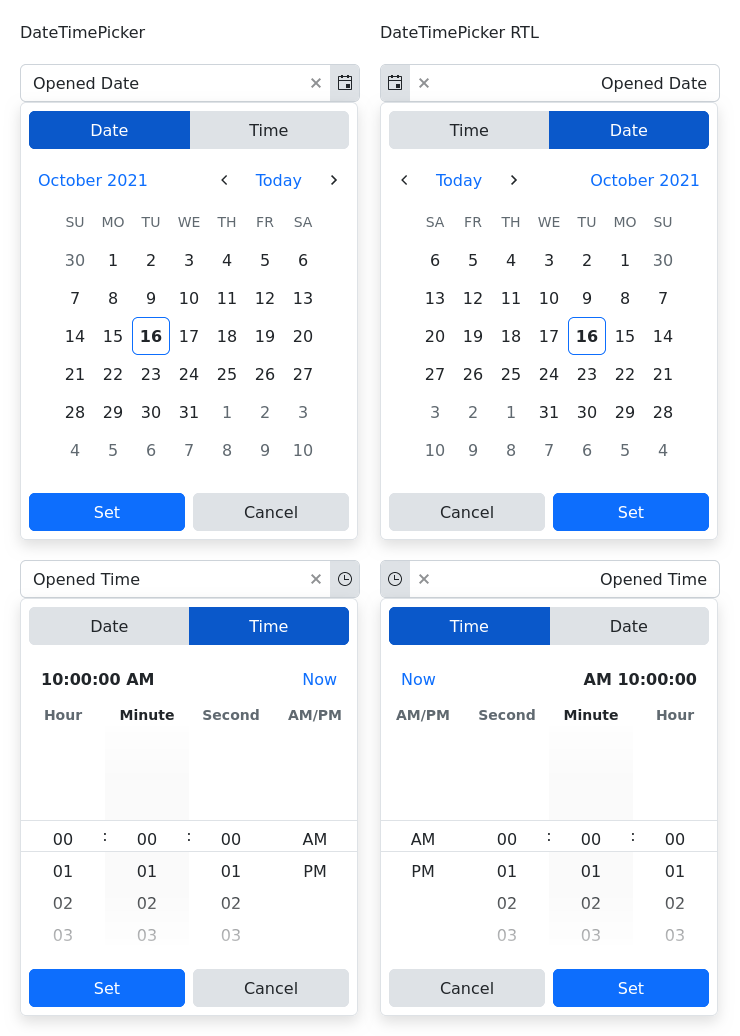 DateTimePicker
Opened Date
Date Time
October 2021 Today
SU MO TU WE TH FR SA
30 1 2 3 4 5 6
7 8 9 10 11 12 13
14 15 16 17 18 19 20
21 22 23 24 25 26 27
28 29 30 31 1 2 3
4 5 6 7 8 9 10
Set Cancel
Opened Time
Date Time
10:00:00 AM Now
Hour Minute Second AM/PM
00 : 00 : 00 AM
01 01 01 PM
02 02 02
03 03 03
Set Cancel
DateTimePicker RTL
Opened Date
Time Date
Today October 2021
SA FR TH WE TU MO SU
6 5 4 3 2 1 30
13 12 11 10 9 8 7
20 19 18 17 16 15 14
27 26 25 24 23 22 21
3 2 1 31 30 29 28
10 9 8 7 6 5 4
Cancel Set
Opened Time
Time Date
Now AM 10:00:00
AM/PM Second Minute Hour
AM 00 : 00 : 00
PM 01 01 01
02 02 02
03 03 03
Cancel Set